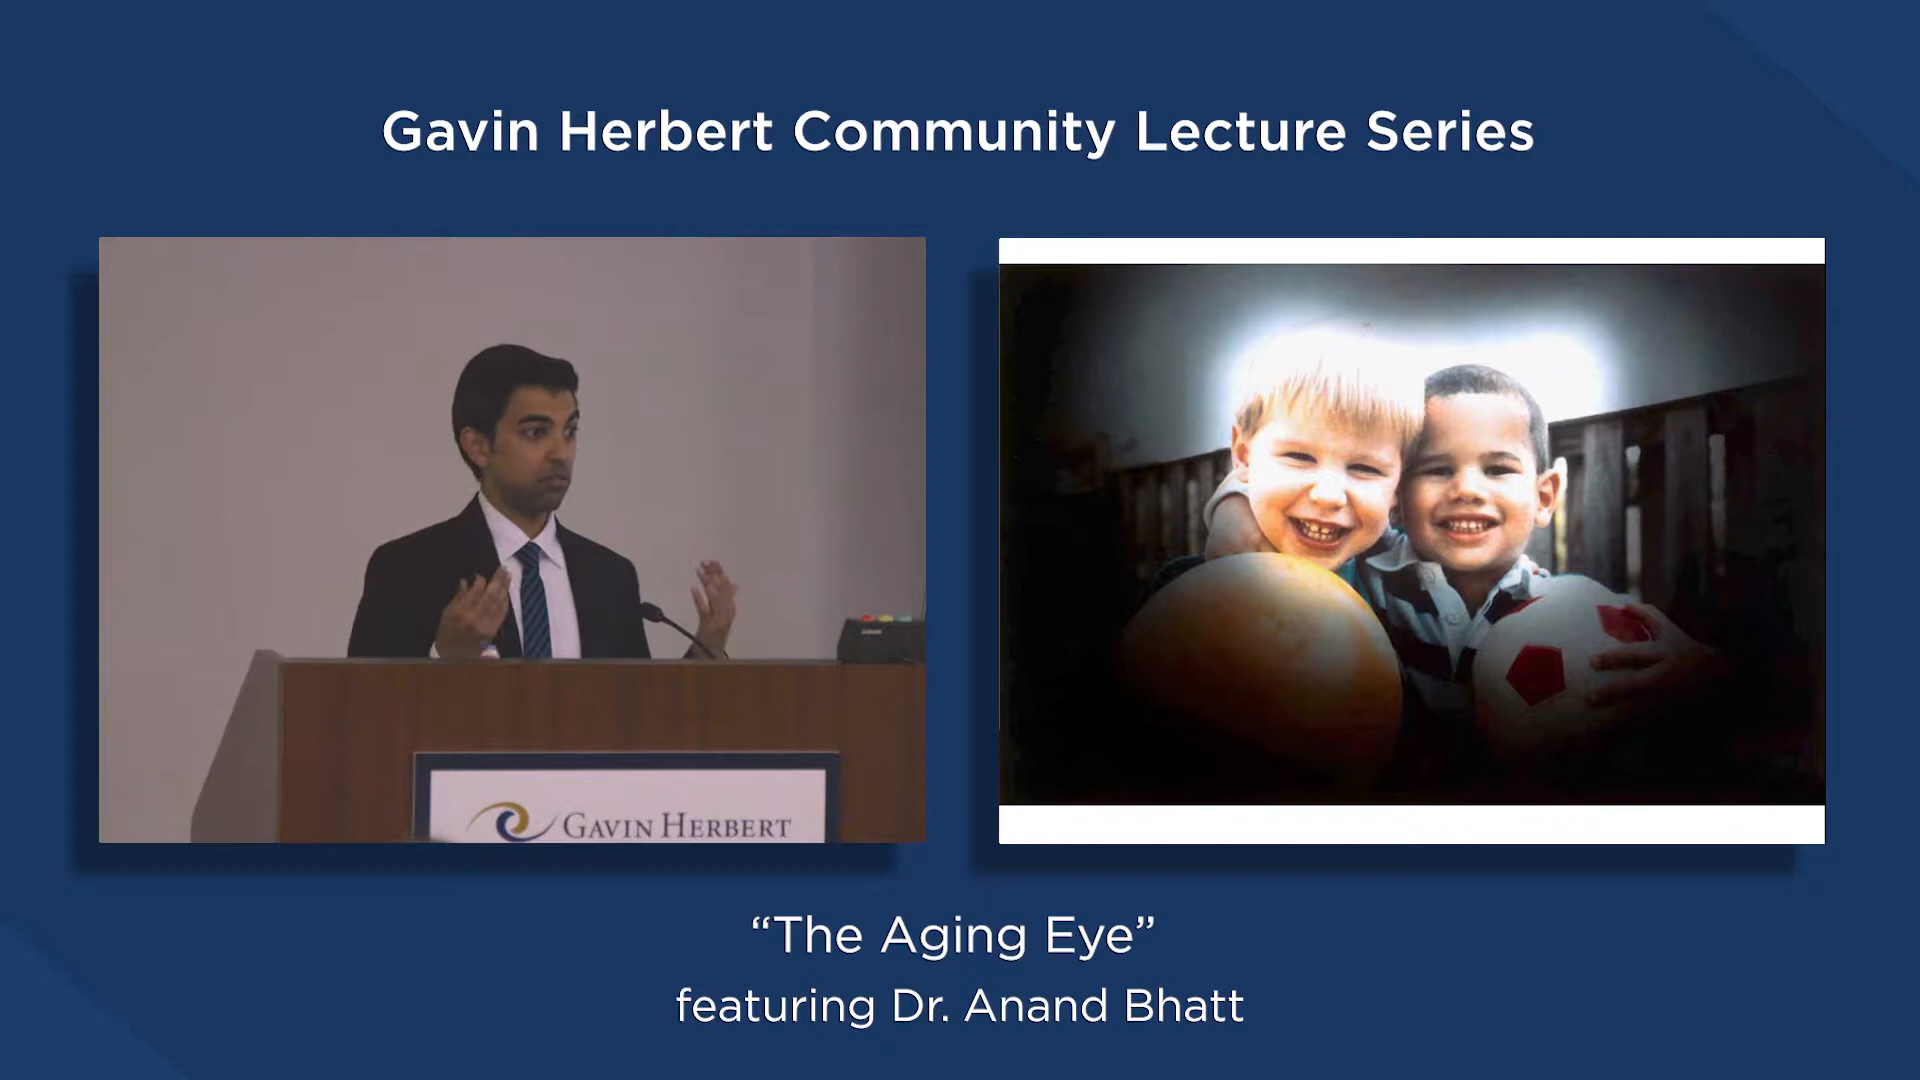 Gavin Herbert Community Lecture Series
GAVIN HERBERT
“The Aging Eye”
featuring Dr. Anand Bhatt